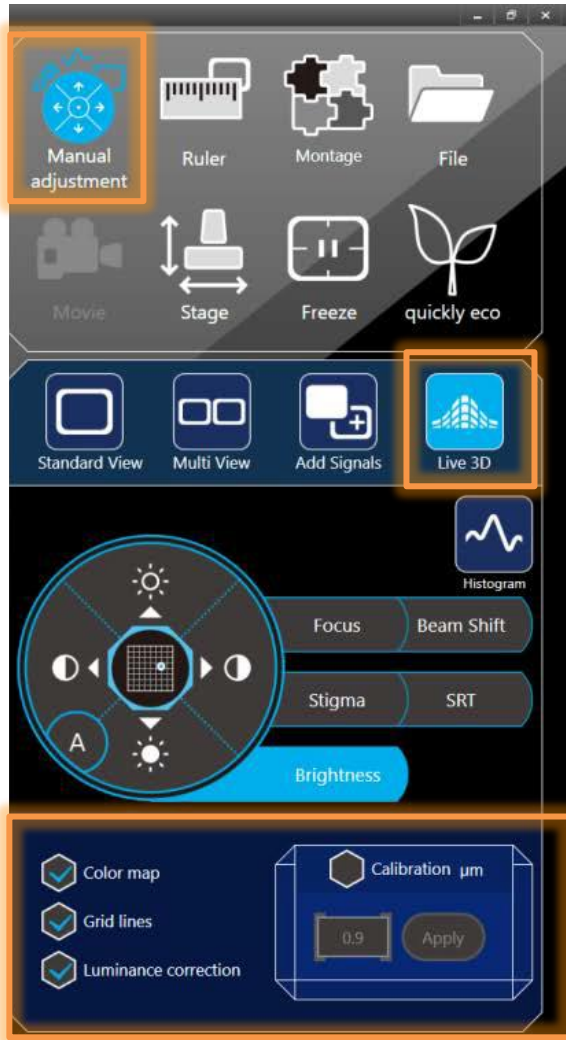 Manual
adjustment
Ruler
Montage
File
Movie
Stage
Freeze
quickly eco
Standard View
Multi View
Add Signals
Live 3D
Histogram
Focus
Beam Shift
Stigma
SRT
A
Brightness
Color map
Grid lines
Luminance correction
Calibration μm
0.9
Apply